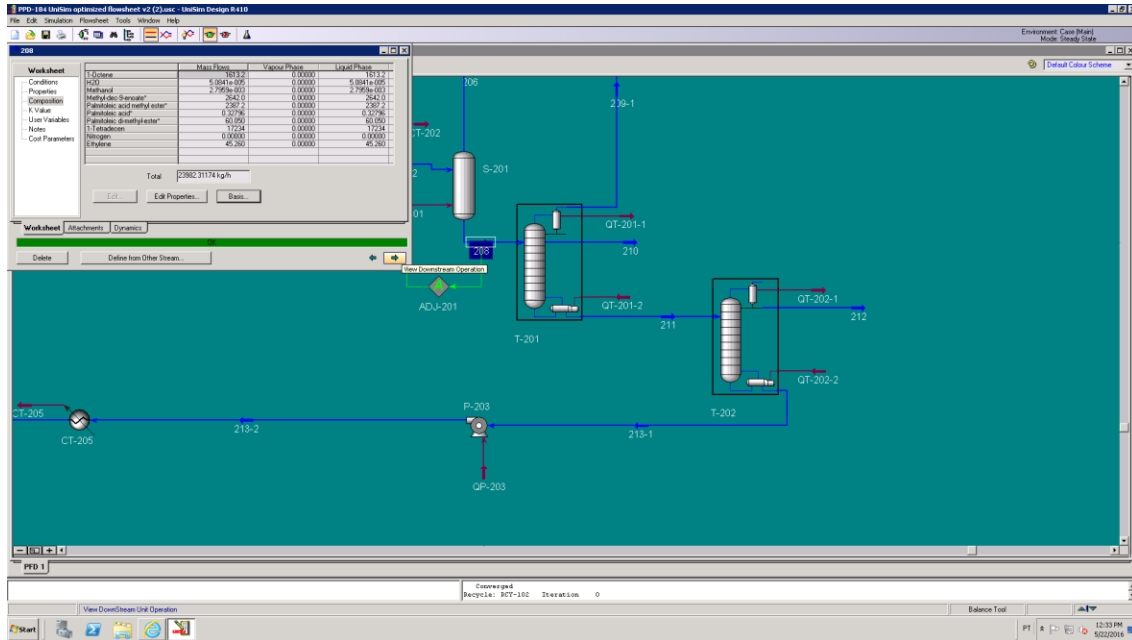 PPD-184 UniSim optimized flowsheet v2 (2).usc - UniSim Design R410
File Edit Simulation Flowsheet Tools Window Help
Environment: Case (Main)
Mode: Steady State
208
Default Colour Scheme
Worksheet
Conditions
Properties
Composition
K Value
User Variables
Notes
Cost Parameters
Mass Flows Vapour Phase Liquid Phase
1-Octene 1613.2 0.00000 1613.2
H2O 5.0841e-005 0.00000 5.0841e-005
Methanol 2.7959e-003 0.00000 2.7959e-003
Methyl-dec-9-enoate* 2642.0 0.00000 2642.0
Palmitoleic acid methyl ester* 2387.2 0.00000 2387.2
Palmitoleic acid* 0.32796 0.00000 0.32796
Palmitoleic di-methyl-ester* 60.050 0.00000 60.050
1-Tetradecen 17234 0.00000 17234
Nitrogen 0.00000 0.00000 0.00000
Ethylene 45.260 0.00000 45.260
Total 23982.31174 kg/h
Edit... Edit Properties... Basis...
Worksheet Attachments Dynamics
OK
Delete Define from Other Stream...
View Downstream Operation
206
209-1
CT-202
2
S-201
01
QT-201-1
208
210
ADJ-201
QT-201-2
QT-202-1
211
212
T-201
QT-202-2
CT-205
P-203
T-202
213-2
213-1
CT-205
QP-203
PFD 1
Converged
Recycle: RCY-102 Iteration 0
View DownStream Unit Operation
Balance Tool
Start
PT
12:33 PM
5/22/2016